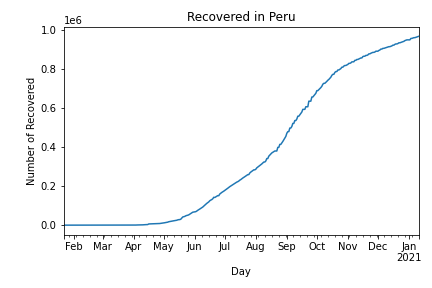 Recovered in Peru
1e6
1.0
0.8
0.6
0.4
0.2
0.0
Number of Recovered
Feb Mar Apr May Jun Jul Aug Sep Oct Nov Dec Jan
2021
Day